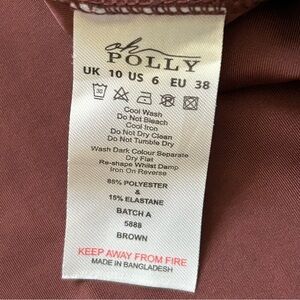 oh
POLLY
UK 10 US 6 EU 38
30
Cool Wash
Do Not Bleach
Cool Iron
Do Not Dry Clean
Do Not Tumble Dry
Wash Dark Colour Separate
Dry Flat
Re-shape Whilst Damp
Iron On Reverse
85% POLYESTER
&
15% ELASTANE
BATCH A
5888
BROWN
KEEP AWAY FROM FIRE
MADE IN BANGLADESH